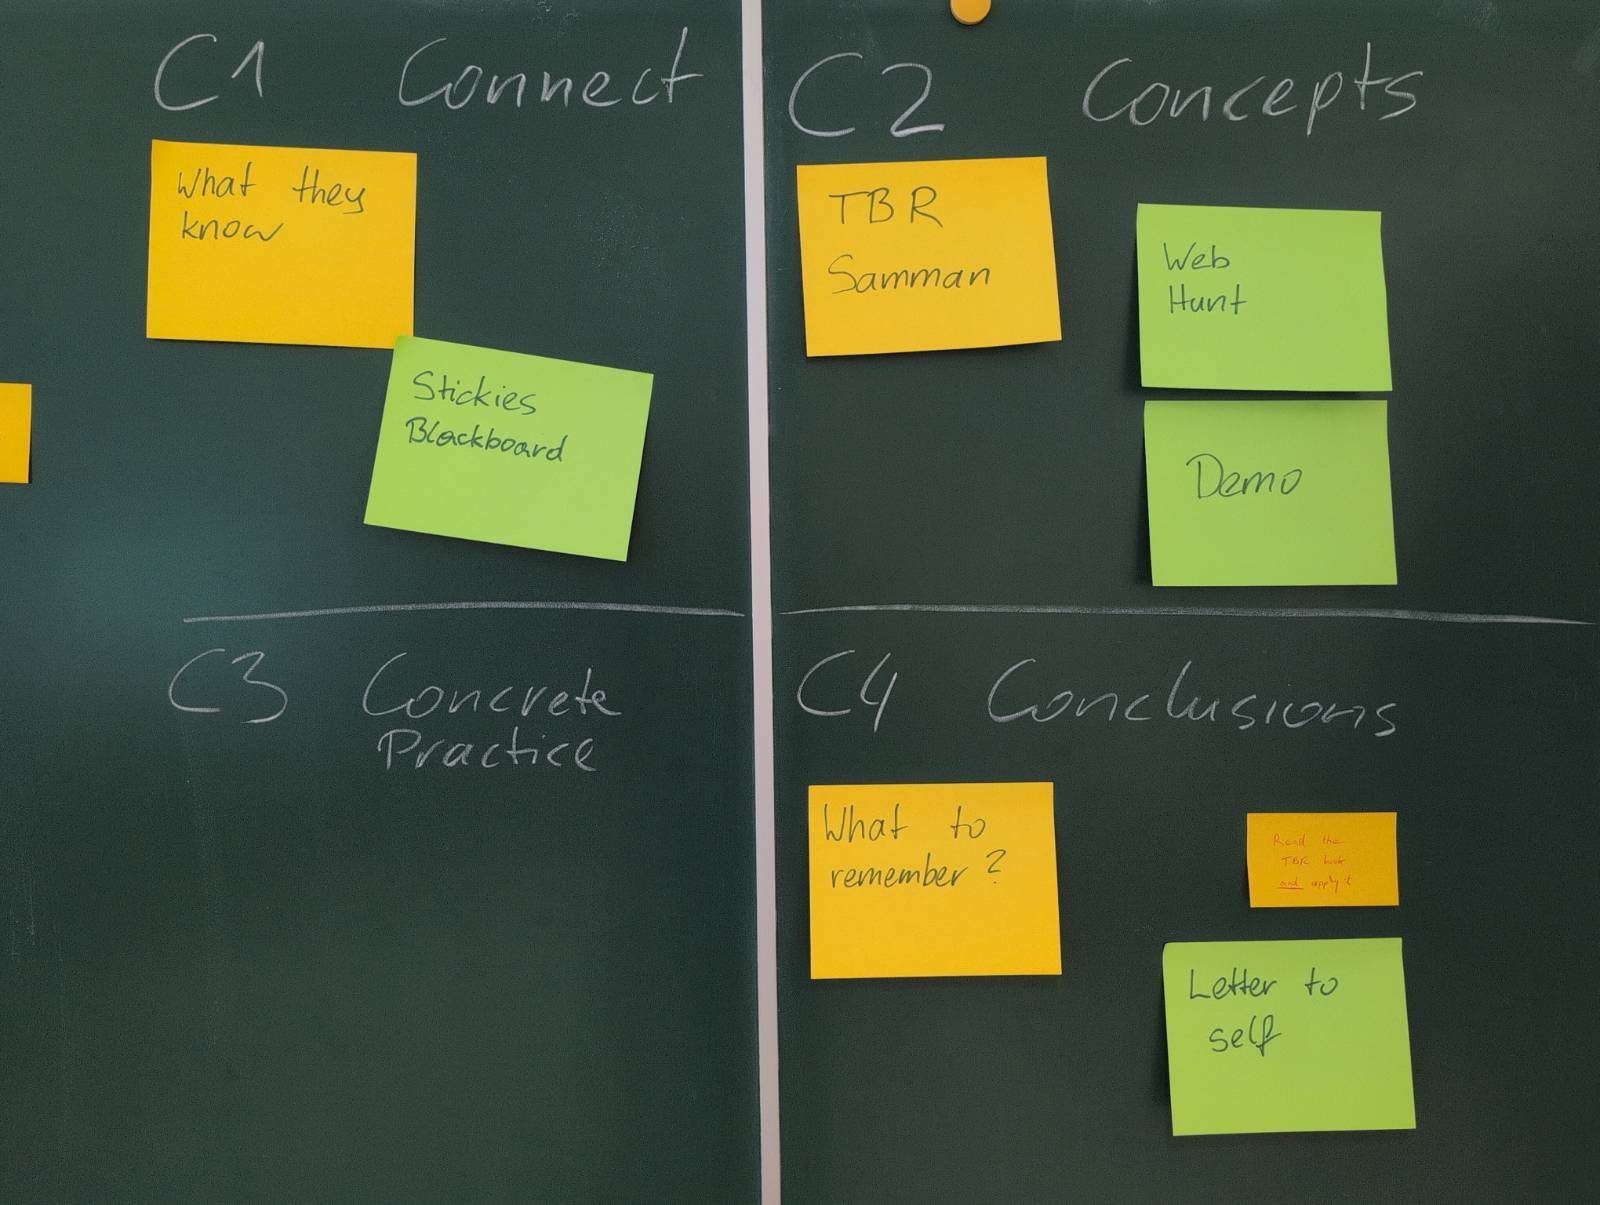 C1 Connect
What they
know
Stickies
Blackboard
C2 Concepts
TBR
Samman
Web
Hunt
Demo
C3 Concrete
Practice
C4 Conclusions
What to
remember?
Read the
TBR book
and apply it
Letter to
self